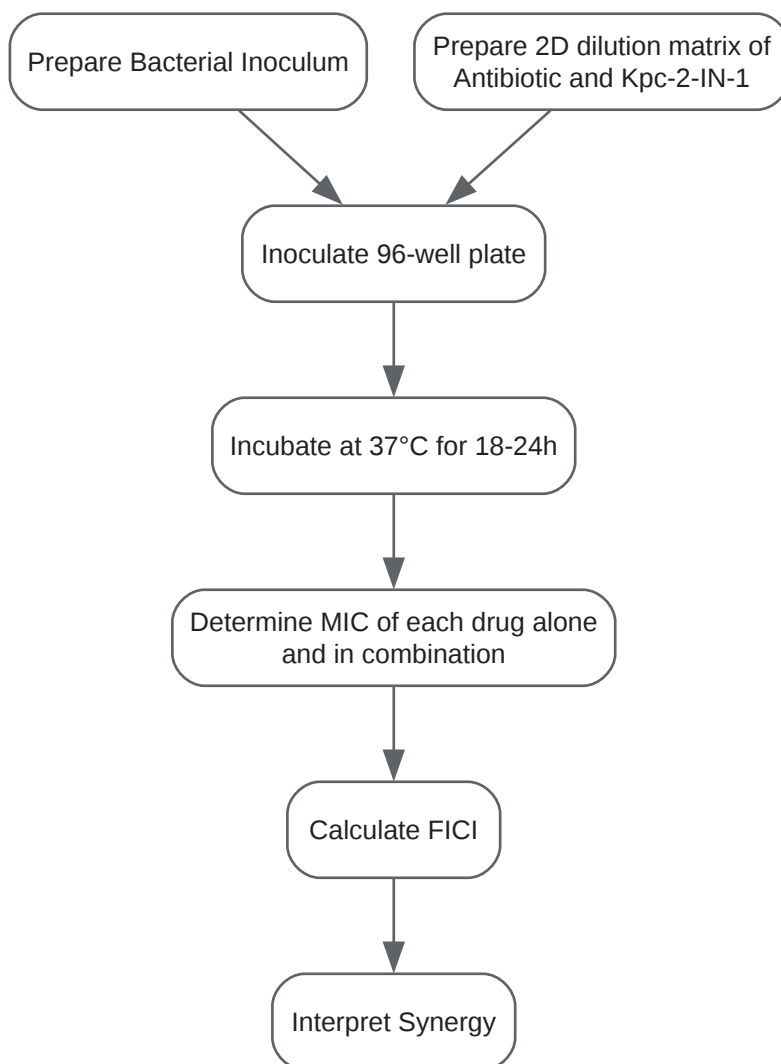 Prepare Bacterial Inoculum
Prepare 2D dilution matrix of
Antibiotic and Kpc-2-IN-1
Inoculate 96-well plate
Incubate at 37°C for 18-24h
Determine MIC of each drug alone
and in combination
Calculate FICI
Interpret Synergy